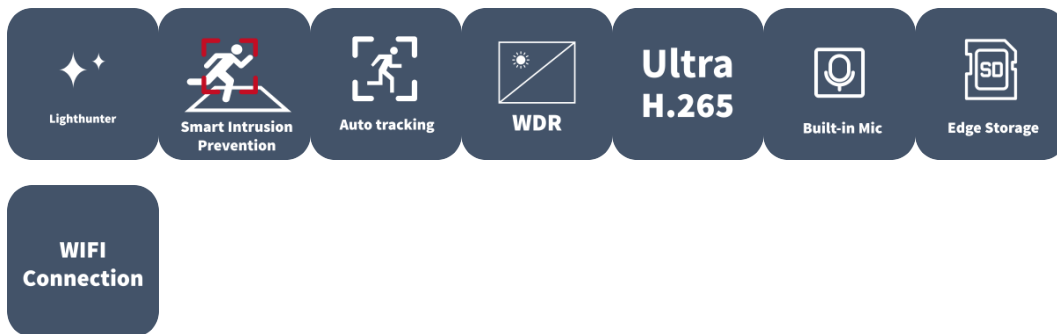 Lighthunter
Smart Intrusion
Prevention
Auto tracking
WDR
Ultra
H.265
Built-in Mic
SD
Edge Storage
WIFI
Connection